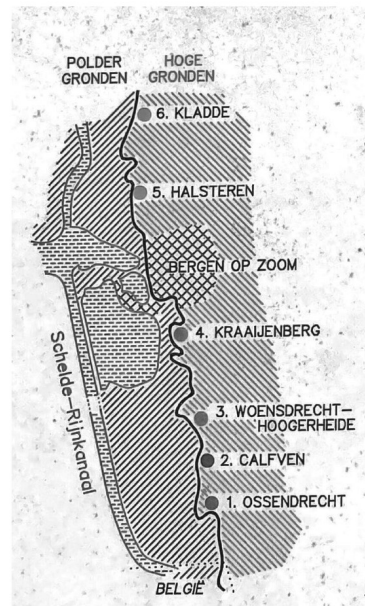 POLDER
GRONDEN
HOGE
GRONDEN
6. KLADDE
5. HALSTEREN
BERGEN OP ZOOM
4. KRAAIJENBERG
Schelde-Rijnkanaal
3. WOENSDRECHT-
HOOGERHEIDE
2. CALFVEN
1. OSSENDRECHT
BELGIË